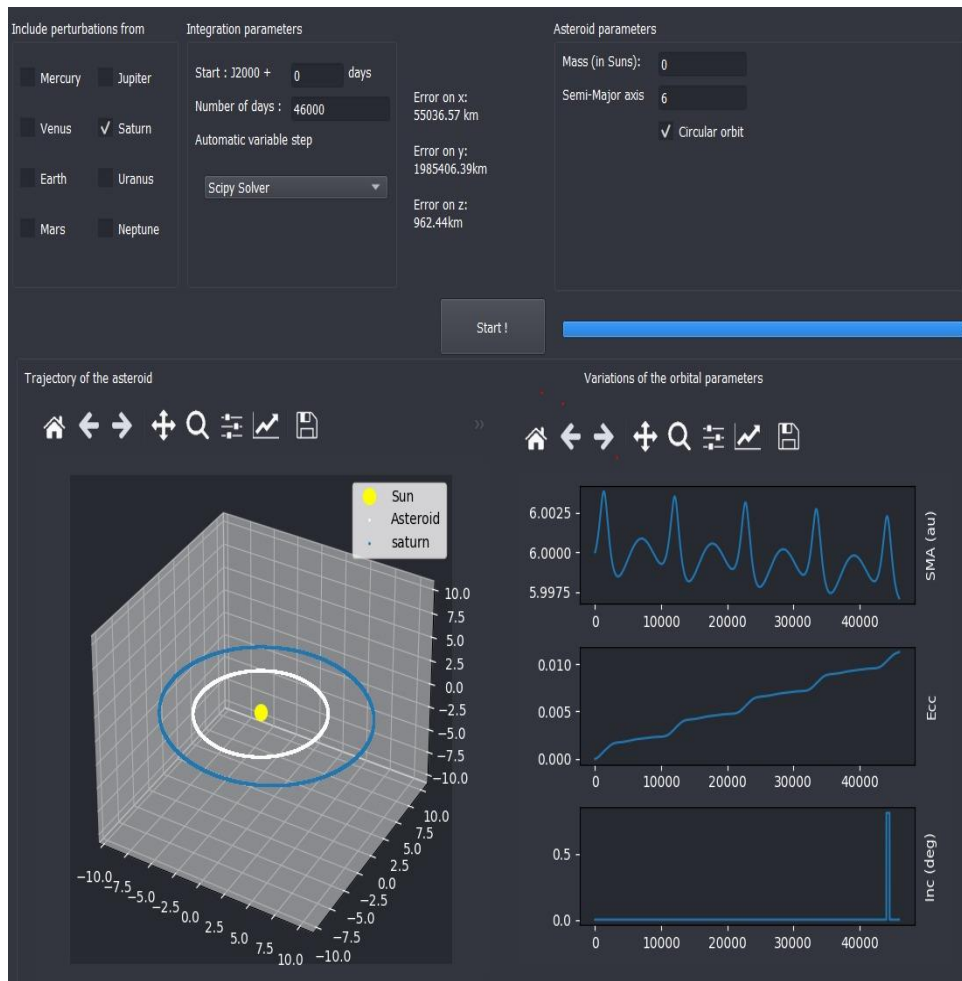 Include perturbations from
Mercury
Jupiter
Venus
Saturn
Earth
Uranus
Mars
Neptune
Integration parameters
Start : J2000 + 0 days
Number of days : 46000
Automatic variable step
Scipy Solver
Error on x:
55036.57 km
Error on y:
1985406.39km
Error on z:
962.44km
Asteroid parameters
Mass (in Suns): 0
Semi-Major axis 6
Circular orbit
Start !
Trajectory of the asteroid
Sun
Asteroid
saturn
10.0
7.5
5.0
2.5
0.0
−2.5
−5.0
−7.5
−10.0
10.0
7.5
5.0
2.5
0.0
−2.5
−5.0
−7.5
−10.0
−10.0
−7.5
−5.0
−2.5
0.0
2.5
5.0
7.5
10.0
Variations of the orbital parameters
6.0025
6.0000
5.9975
SMA (au)
0 10000 20000 30000 40000
0.010
0.005
0.000
Ecc
0 10000 20000 30000 40000
0.5
0.0
Inc (deg)
0 10000 20000 30000 40000